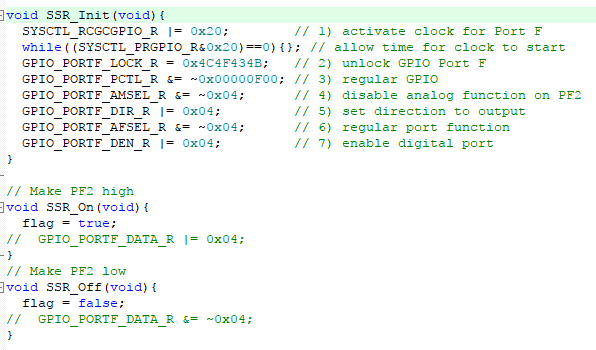 void SSR_Init(void){
  SYSCTL_RCGCGPIO_R |= 0x20;        // 1) activate clock for Port F
  while((SYSCTL_PRGPIO_R&0x20)==0){}; // allow time for clock to start
  GPIO_PORTF_LOCK_R = 0x4C4F434B;   // 2) unlock GPIO Port F
  GPIO_PORTF_PCTL_R &= ~0x00000F00; // 3) regular GPIO
  GPIO_PORTF_AMSEL_R &= ~0x04;      // 4) disable analog function on PF2
  GPIO_PORTF_DIR_R |= 0x04;         // 5) set direction to output
  GPIO_PORTF_AFSEL_R &= ~0x04;      // 6) regular port function
  GPIO_PORTF_DEN_R |= 0x04;         // 7) enable digital port
}
// Make PF2 high
void SSR_On(void){
  flag = true;
//  GPIO_PORTF_DATA_R |= 0x04;
}
// Make PF2 low
void SSR_Off(void){
  flag = false;
//  GPIO_PORTF_DATA_R &= ~0x04;
}